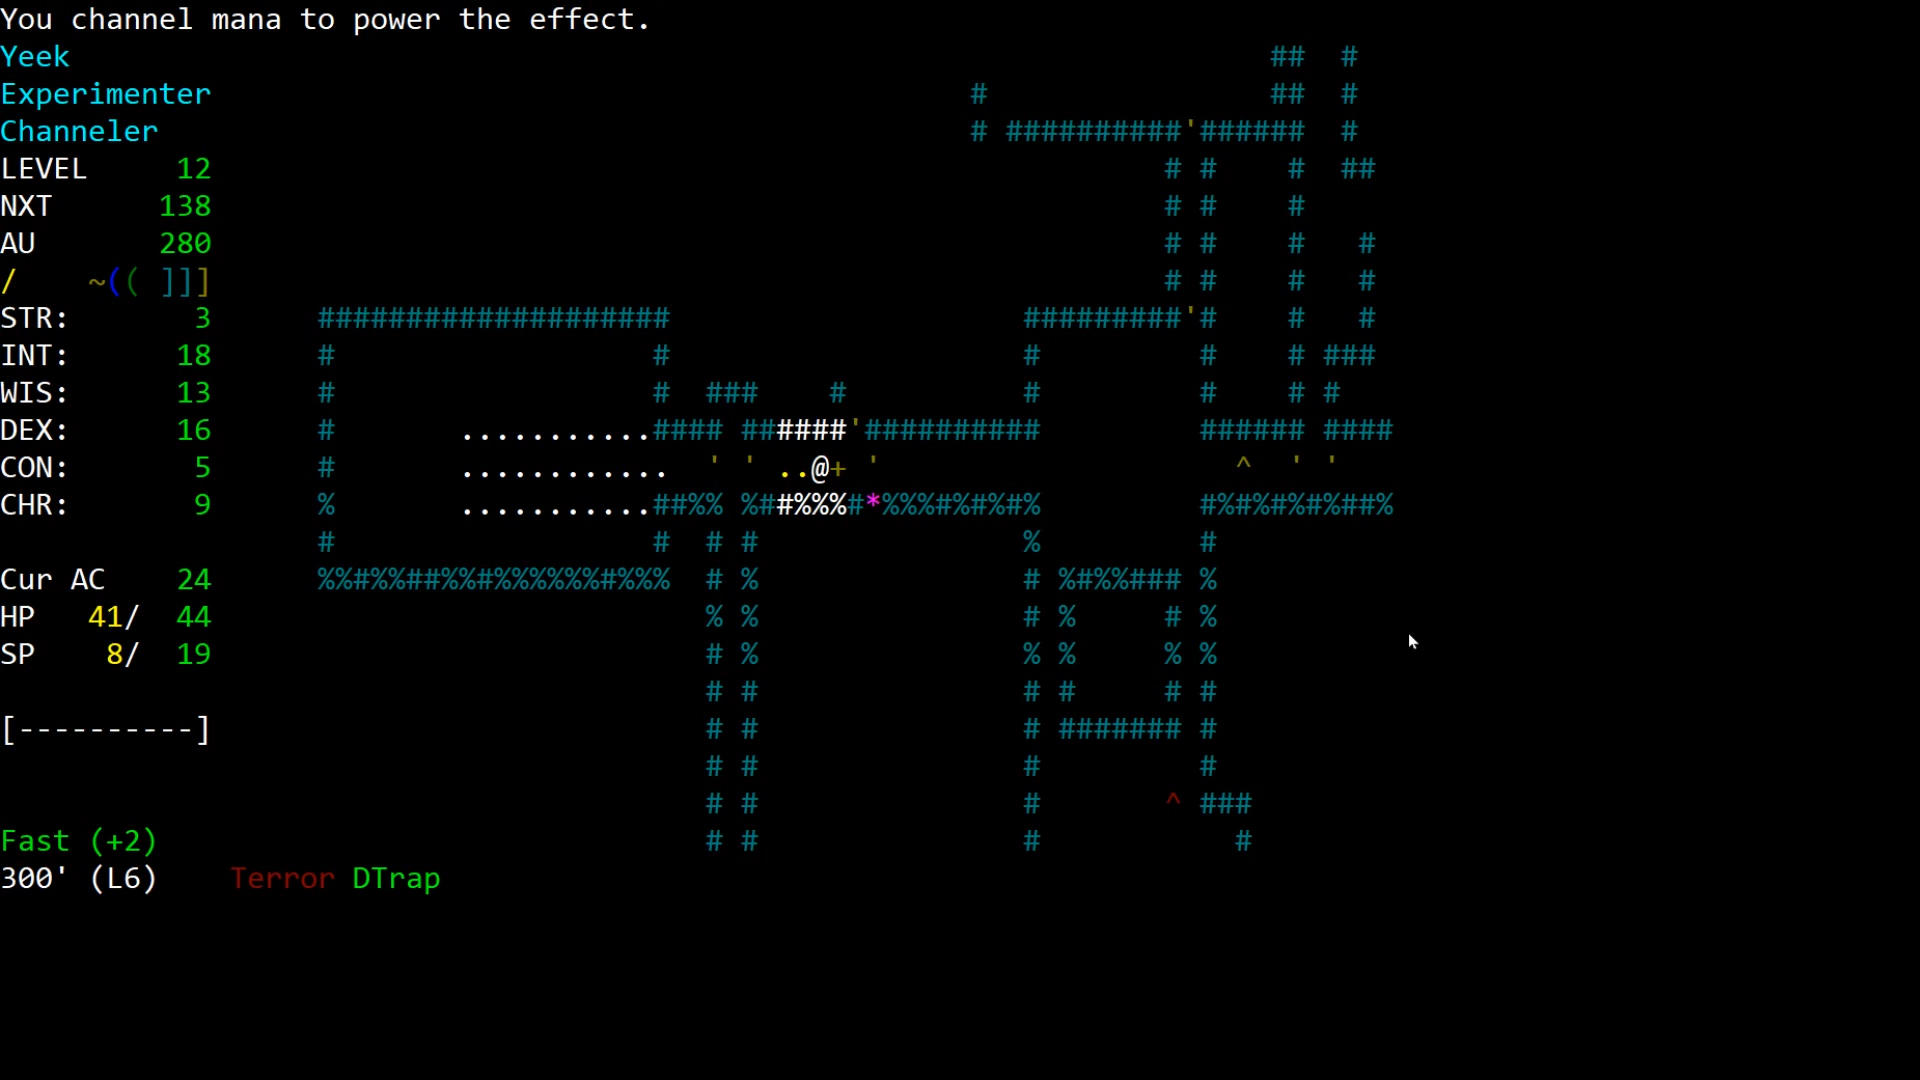 You channel mana to power the effect.
Yeek ## #
Experimenter # ## #
Channeler # ##########'###### #
LEVEL 12 # # # ##
NXT 138 # # #
AU 280 # # # #
/ ~(( ]]] # # # #
STR: 3 #################### #########'# # #
INT: 18 # # # # # ###
WIS: 13 # # ### # # # # #
DEX: 16 # ...........#### ######'########## ###### ####
CON: 5 # ............ ' ' ..@+ ' ^ ' '
CHR: 9 % ...........##%% %###%%%#*%%%#%#%#% #%#%#%#%##%
# # # # % #
Cur AC 24 %%#%%##%%#%%%%%%#%%% # % # %#%%### %
HP 41/ 44 % % # % # %
SP 8/ 19 # % % % % %
# # # # # #
[----------] # # # ####### #
# # # #
# # # ^ ###
Fast (+2) # # # #
300' (L6) Terror DTrap